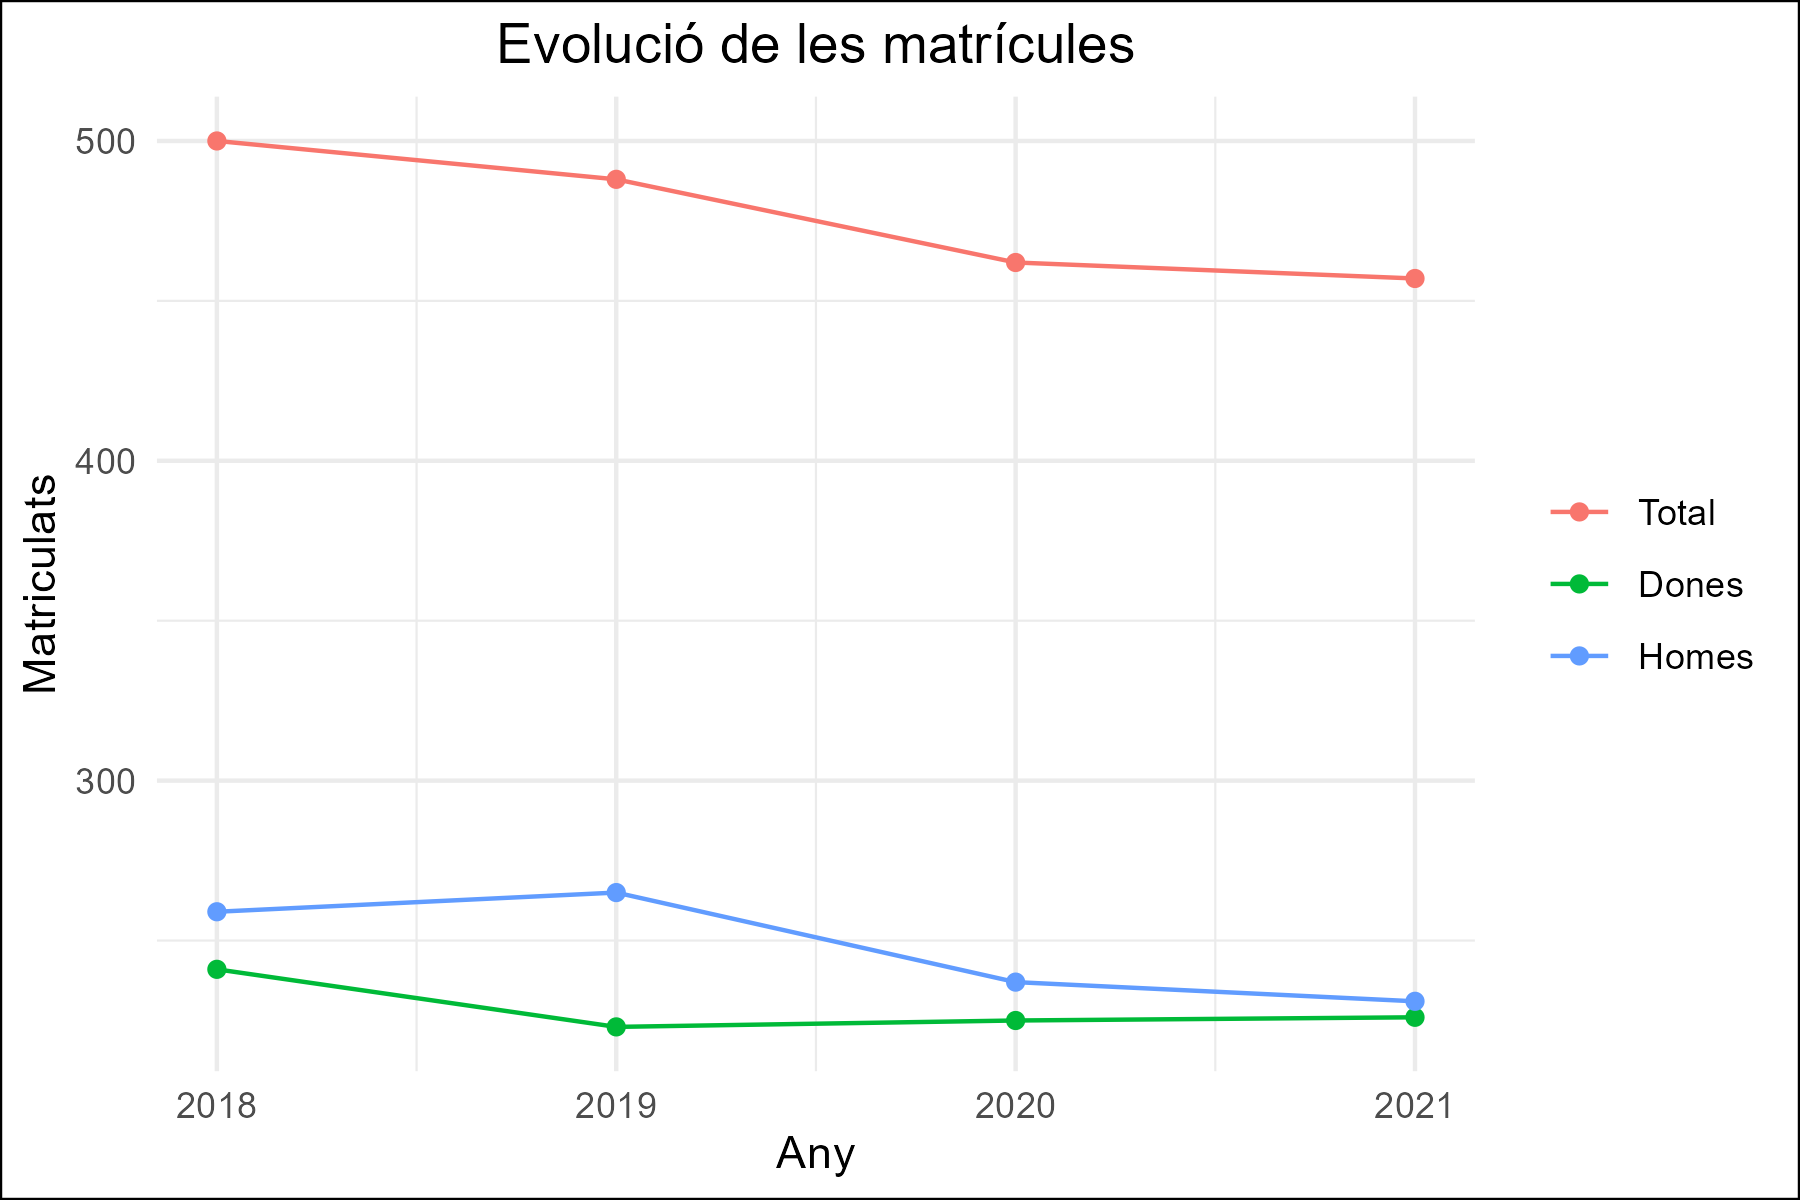 Evolució de les matrícules
500
400
300
Matriculats
2018
2019
2020
2021
Any
Total
Dones
Homes